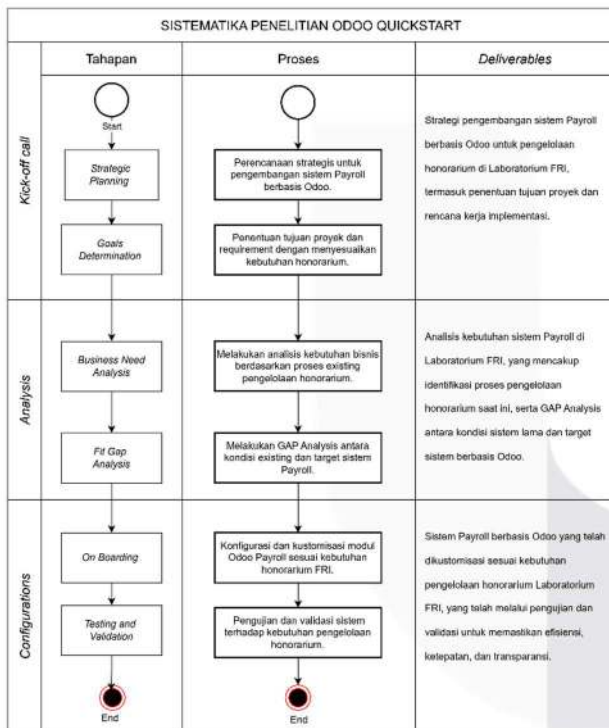 SISTEMATIKA PENELITIAN ODOO QUICKSTART
Tahapan
Proses
Deliverables
Kick-off call
Start
Strategic
Planning
Goals
Determination
Perencanaan strategis untuk
pengembangan sistem Payroll
berbasis Odoo.
Penentuan tujuan proyek dan
requirement dengan menyesuaikan
kebutuhan honorarium.
Strategi pengembangan sistem Payroll
berbasis Odoo untuk pengelolaan
honorarium di Laboratorium FRI,
termasuk penentuan tujuan proyek dan
rencana kerja implementasi.
Analysis
Business Need
Analysis
Fit Gap
Analysis
Melakukan analisis kebutuhan bisnis
berdasarkan proses existing
pengelolaan honorarium.
Melakukan GAP Analysis antara
kondisi existing dan target sistem
Payroll.
Analisis kebutuhan sistem Payroll di
Laboratorium FRI, yang mencakup
identifikasi proses pengelolaan
honorarium saat ini, serta GAP Analysis
antara kondisi sistem lama dan target
sistem berbasis Odoo.
Configurations
On Boarding
Testing and
Validation
End
Konfigurasi dan kustomisasi modul
Odoo Payroll sesuai kebutuhan
honorarium FRI.
Pengujian dan validasi sistem
terhadap kebutuhan pengelolaan
honorarium.
End
Sistem Payroll berbasis Odoo yang telah
dikustomisasi sesuai kebutuhan
pengelolaan honorarium Laboratorium
FRI, yang telah melalui pengujian dan
validasi untuk memastikan efisiensi,
ketepatan, dan transparansi.